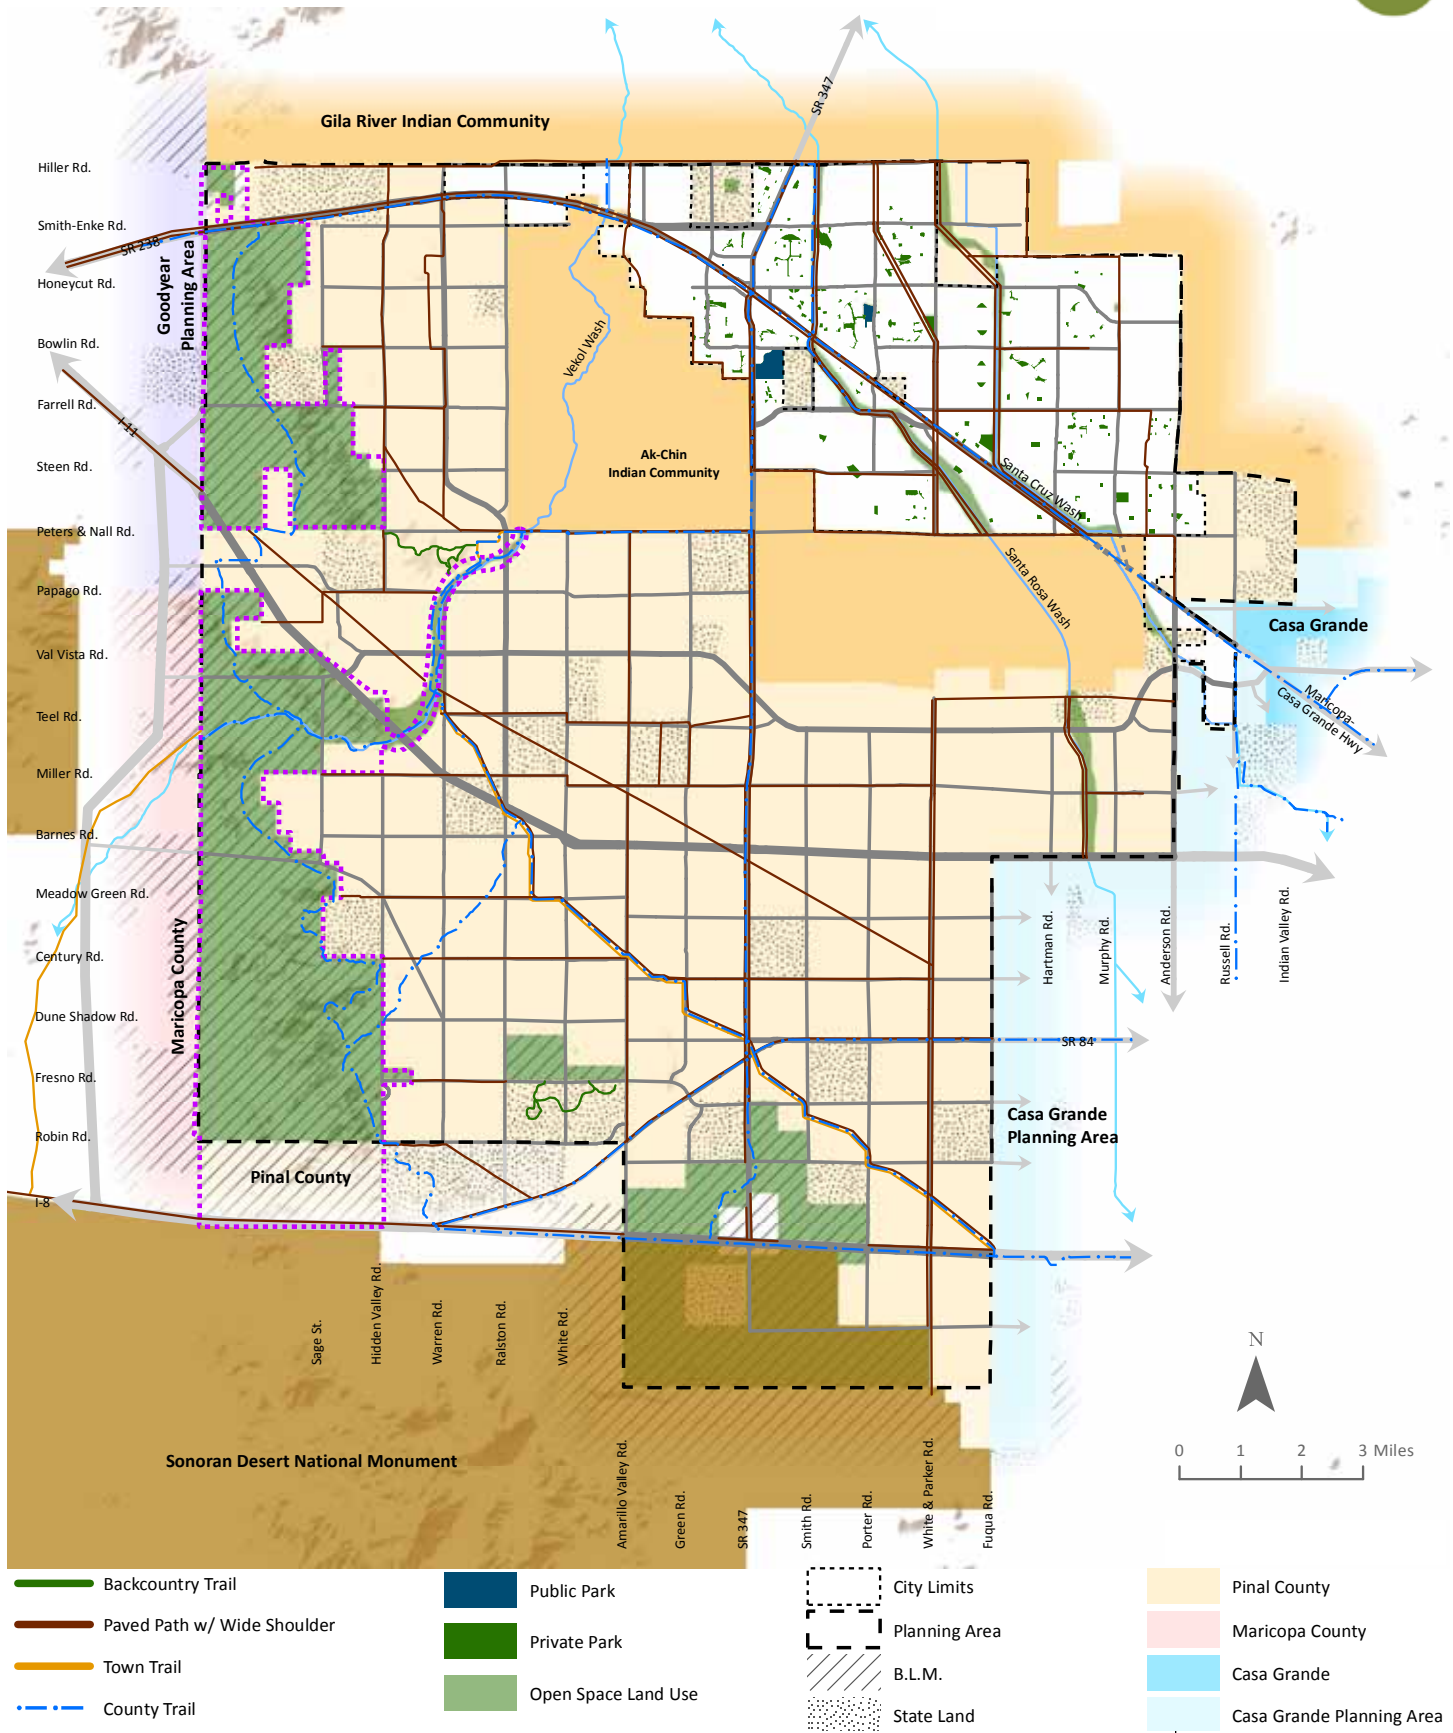 SR 347
Gila River Indian Community
Hiller Rd.
Smith-Enke Rd.
SR 238
Goodyear
Planning Area
Honeycut Rd.
Bowlin Rd.
Vekol Wash
Farrell Rd.
I-11
Ak-Chin
Indian Community
Steen Rd.
Santa Cruz Wash
Peters & Nall Rd.
Santa Rosa Wash
Papago Rd.
Casa Grande
Val Vista Rd.
Maricopa-
Casa Grande Hwy
Teel Rd.
Miller Rd.
Barnes Rd.
Meadow Green Rd.
Maricopa County
Hartman Rd.
Murphy Rd.
Anderson Rd.
Russell Rd.
Indian Valley Rd.
Century Rd.
Dune Shadow Rd.
SR 84
Fresno Rd.
Casa Grande
Planning Area
Robin Rd.
Pinal County
I-8
Sage St.
Hidden Valley Rd.
Warren Rd.
Ralston Rd.
White Rd.
N
0 1 2 3 Miles
Sonoran Desert National Monument
Amarillo Valley Rd.
Green Rd.
SR 347
Smith Rd.
Porter Rd.
White & Parker Rd.
Fuqua Rd.
Backcountry Trail
Paved Path w/ Wide Shoulder
Town Trail
County Trail
Public Park
Private Park
Open Space Land Use
City Limits
Planning Area
B.L.M.
State Land
Pinal County
Maricopa County
Casa Grande
Casa Grande Planning Area